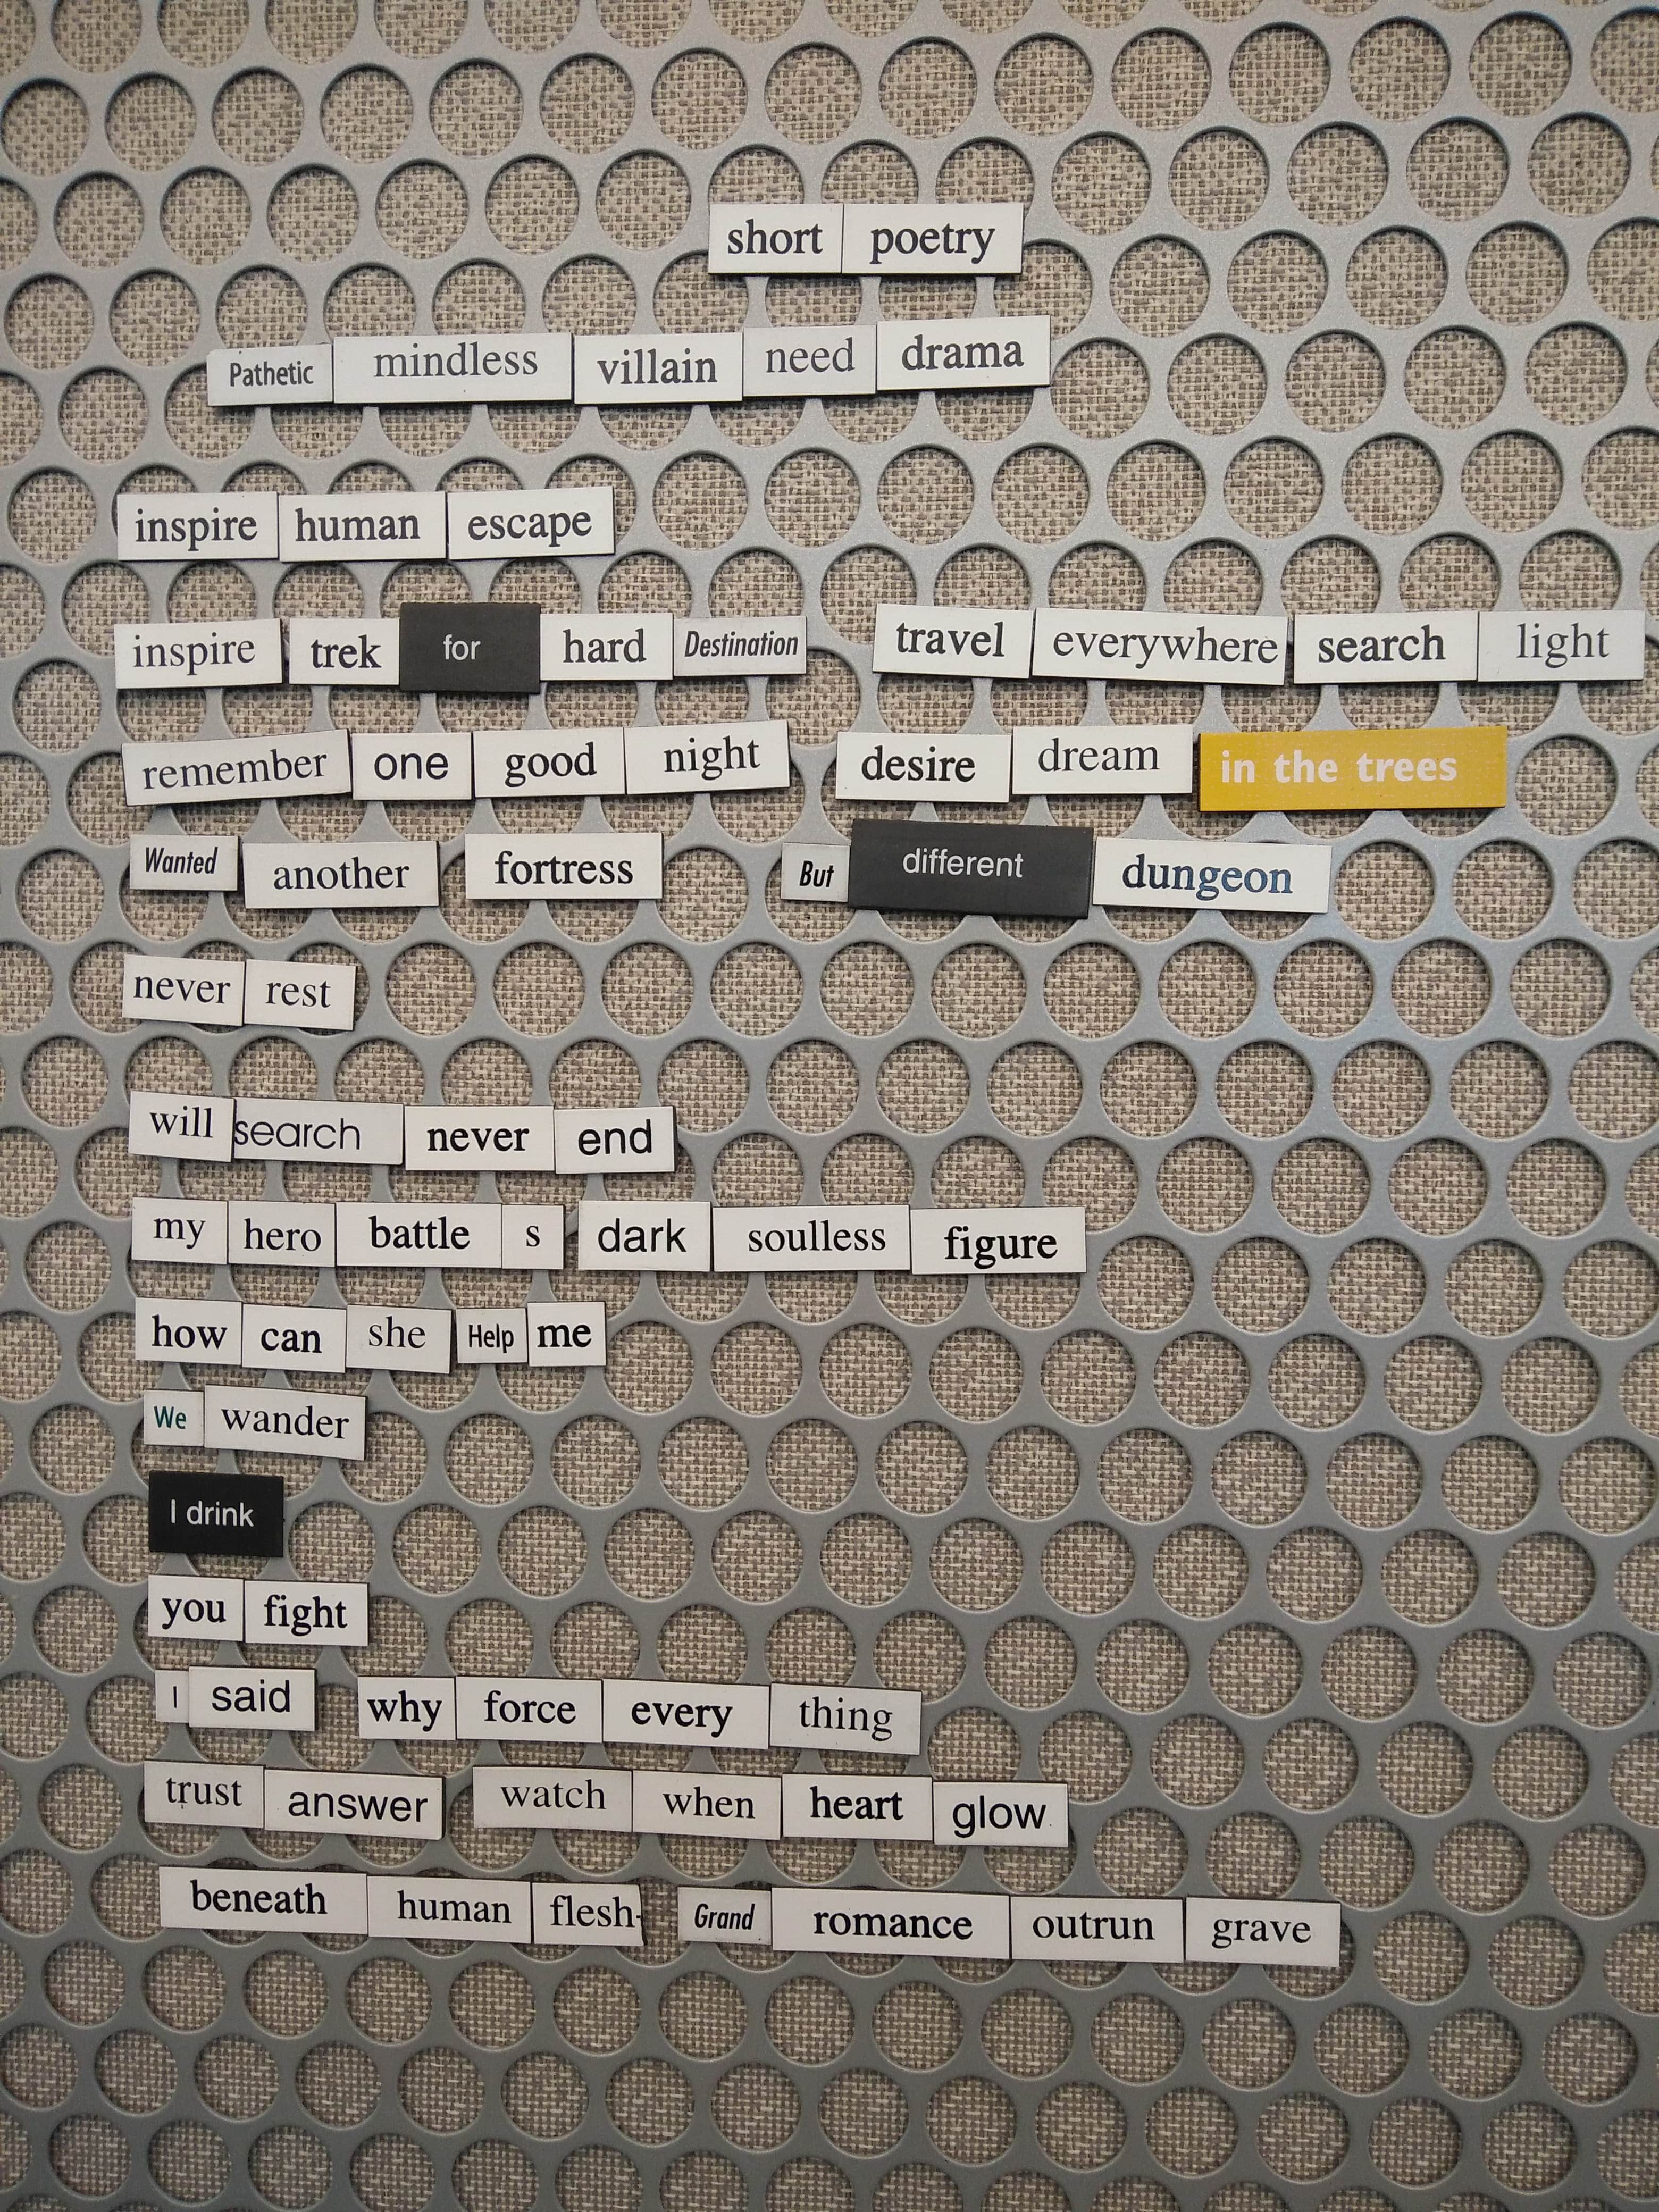 short poetry
Pathetic mindless villain need drama
inspire human escape
inspire trek for hard Destination travel everywhere search light
remember one good night desire dream in the trees
Wanted another fortress But different dungeon
never rest
will search never end
my hero battle s dark soulless figure
how can she Help me
We wander
I drink
you fight
I said why force every thing
trust answer watch when heart glow
beneath human flesh- Grand romance outrun grave